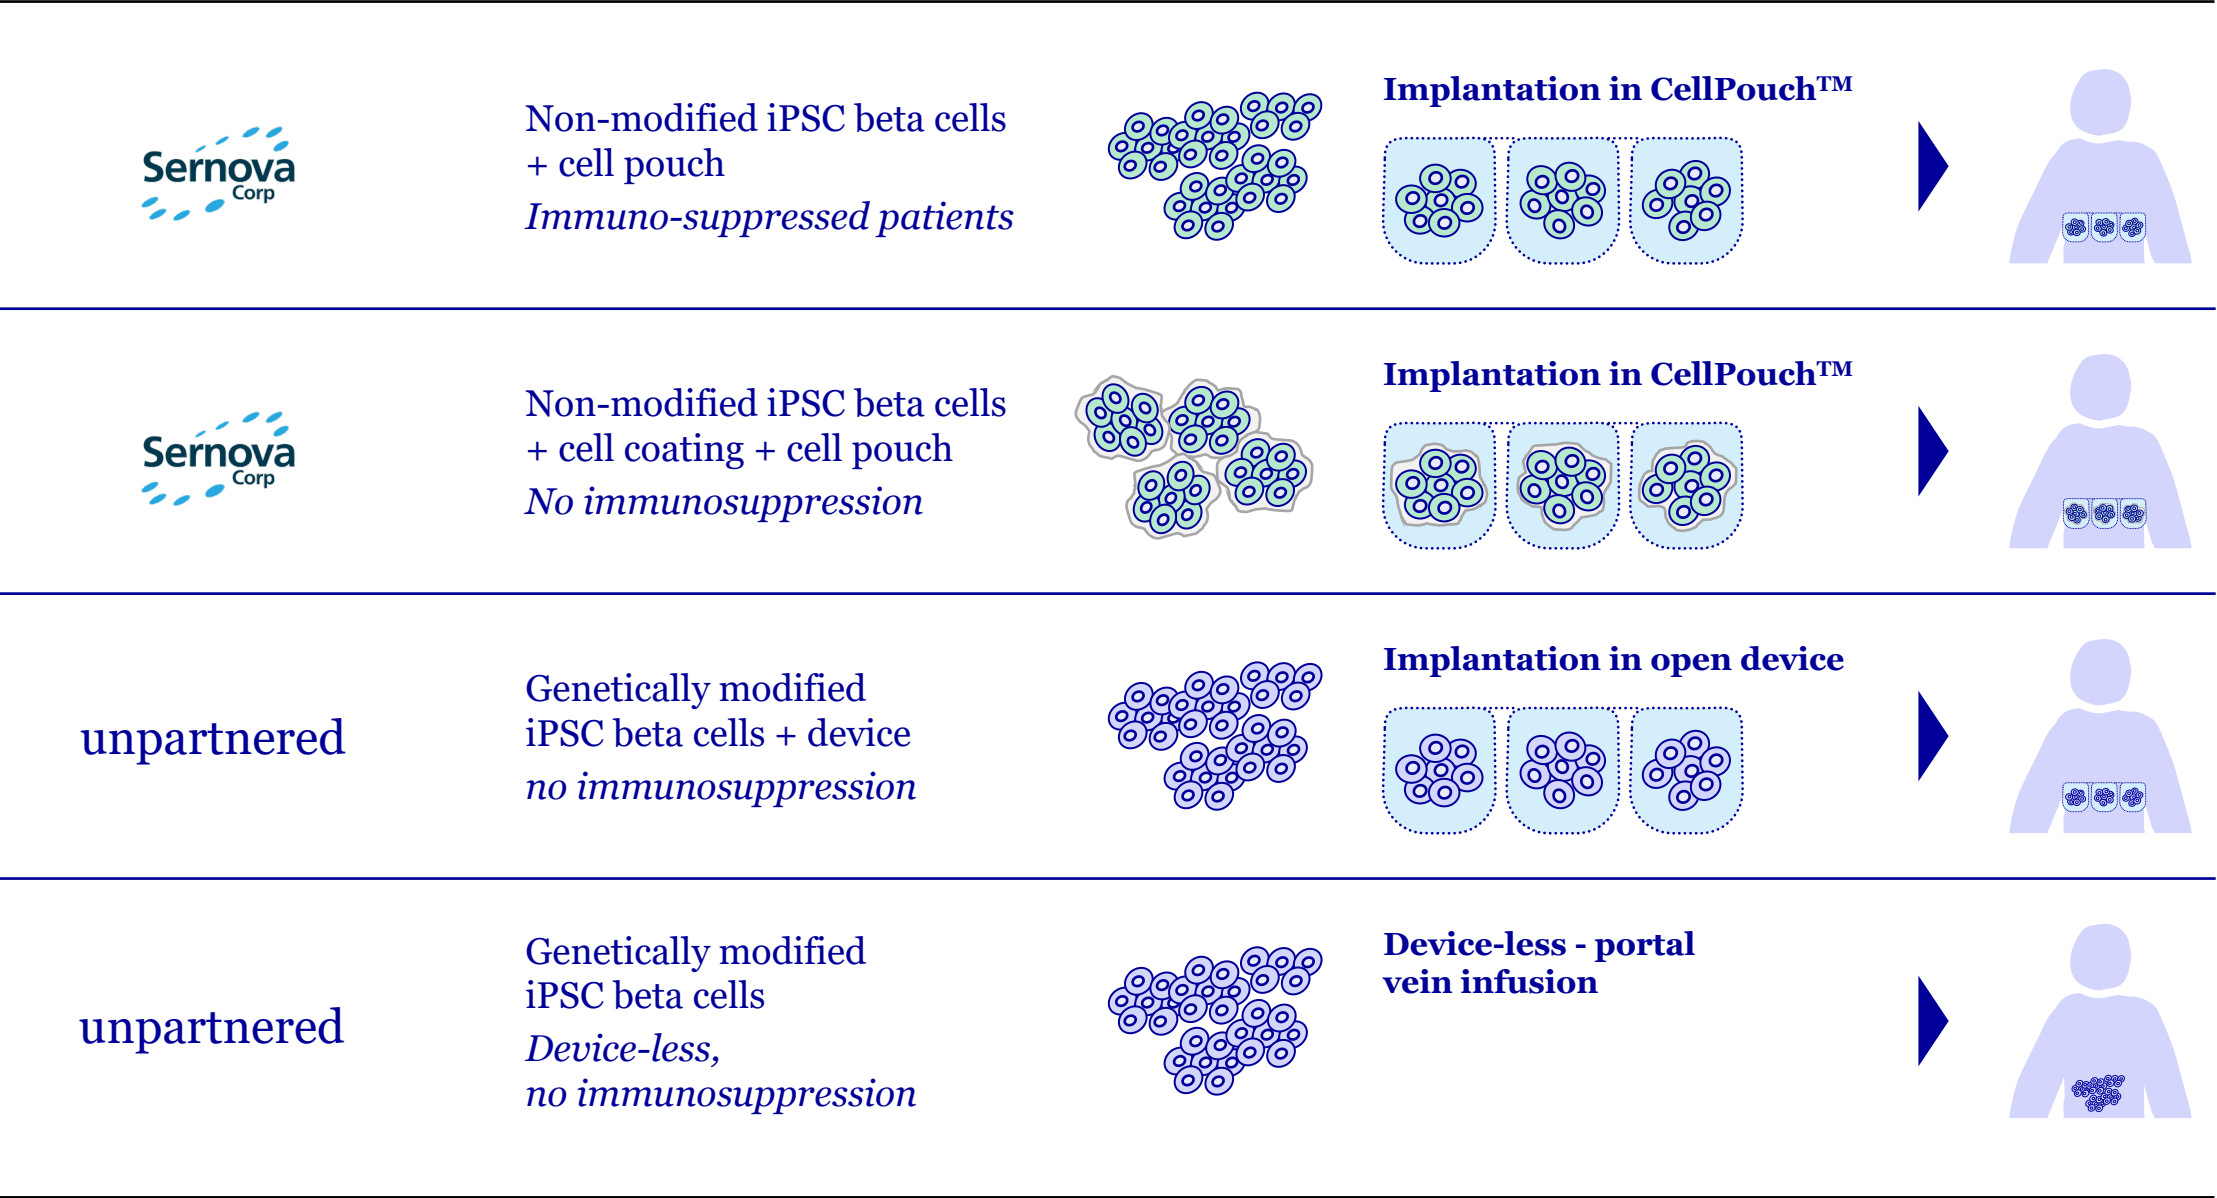 Sernova
Corp
Non-modified iPSC beta cells
+ cell pouch
Immuno-suppressed patients
Implantation in CellPouch™
Sernova
Corp
Non-modified iPSC beta cells
+ cell coating + cell pouch
No immunosuppression
Implantation in CellPouch™
unpartnered
Genetically modified
iPSC beta cells + device
no immunosuppression
Implantation in open device
unpartnered
Genetically modified
iPSC beta cells
Device-less,
no immunosuppression
Device-less - portal
vein infusion